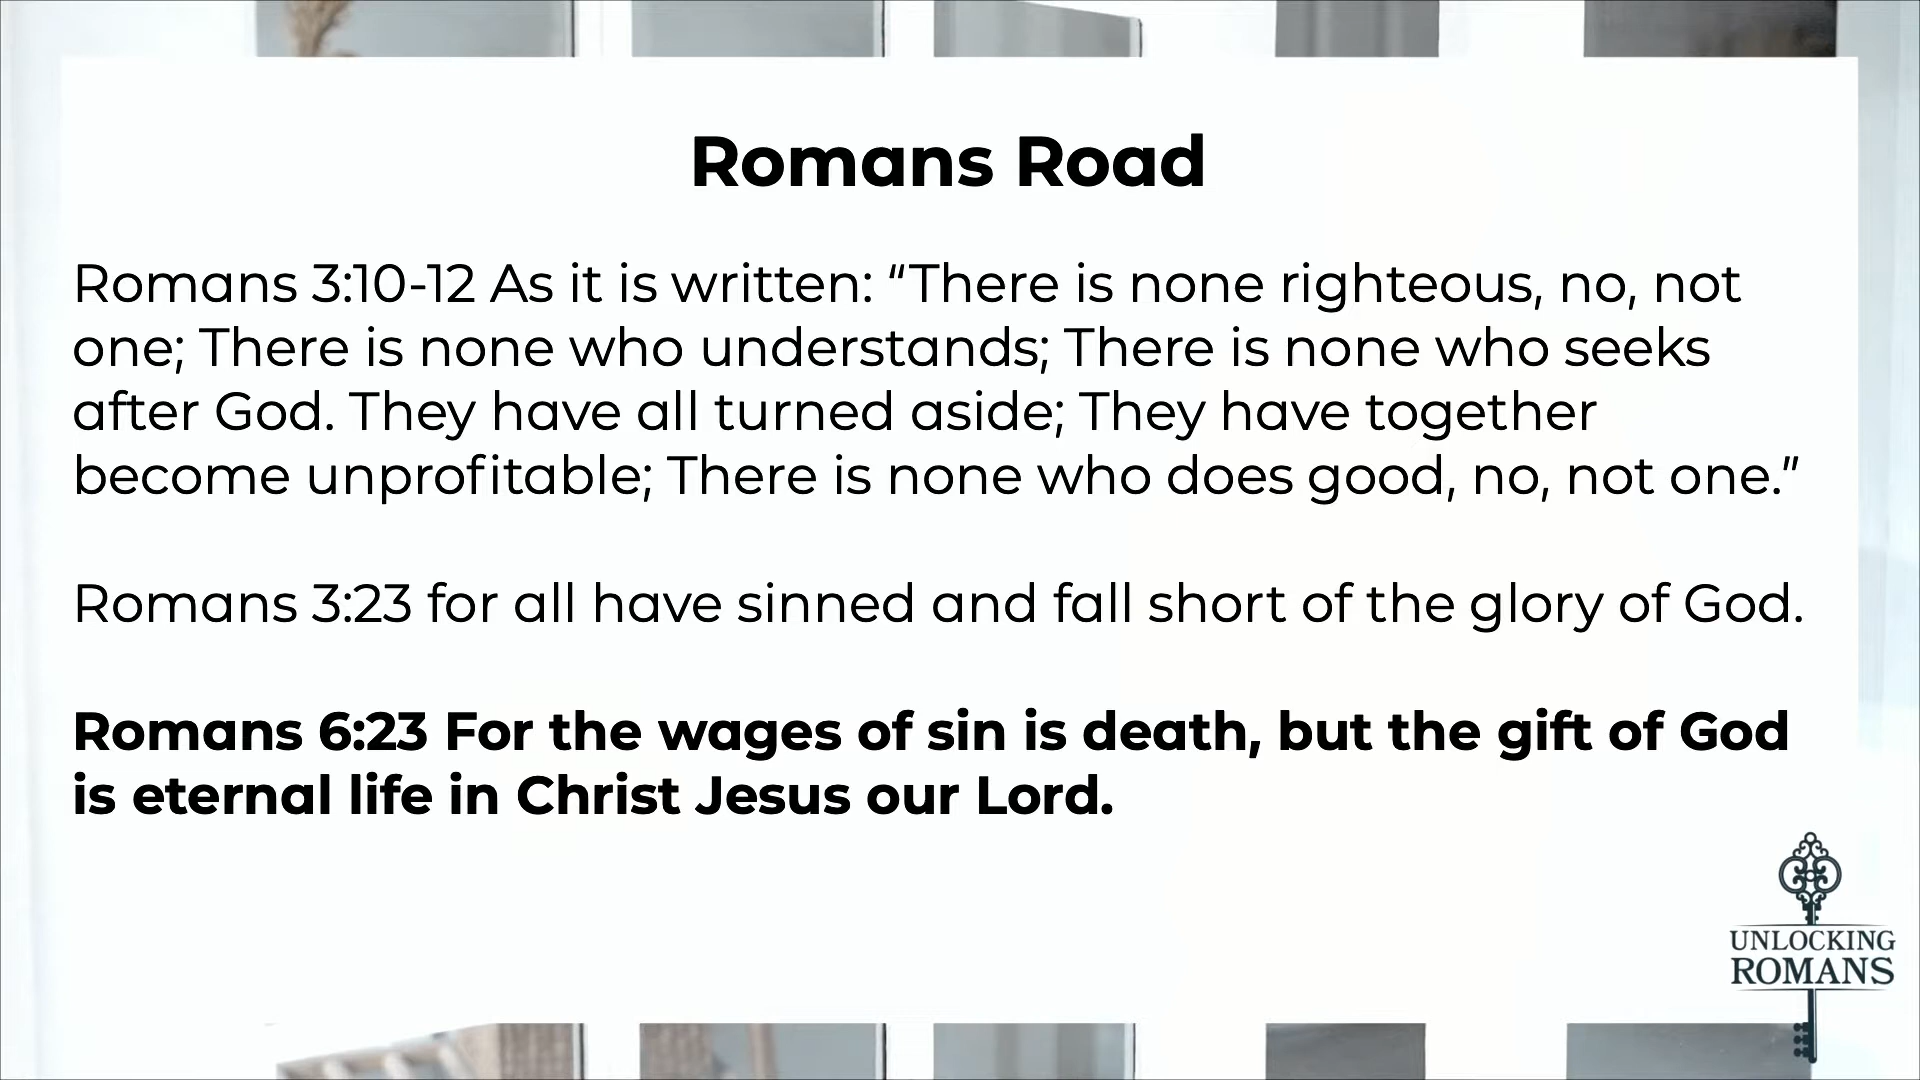 Romans Road
Romans 3:10-12 As it is written: “There is none righteous, no, not
one; There is none who understands; There is none who seeks
after God. They have all turned aside; They have together
become unprofitable; There is none who does good, no, not one.”
Romans 3:23 for all have sinned and fall short of the glory of God.
Romans 6:23 For the wages of sin is death, but the gift of God
is eternal life in Christ Jesus our Lord.
UNLOCKING
ROMANS